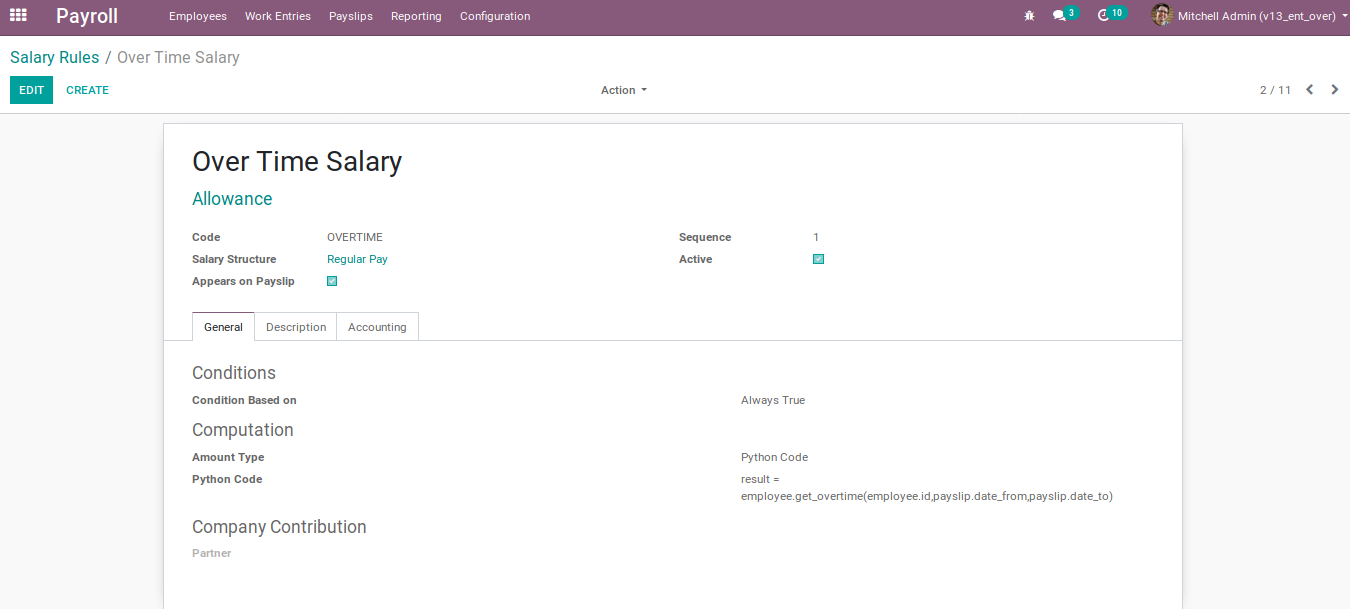 Payroll Employees Work Entries Payslips Reporting Configuration 3 10 Mitchell Admin (v13_ent_over)
Salary Rules / Over Time Salary
EDIT CREATE Action 2 / 11
Over Time Salary
Allowance
Code OVERTIME Sequence 1
Salary Structure Regular Pay Active
Appears on Payslip
General Description Accounting
Conditions
Condition Based on Always True
Computation
Amount Type Python Code
Python Code result =
employee.get_overtime(employee.id,payslip.date_from,payslip.date_to)
Company Contribution
Partner